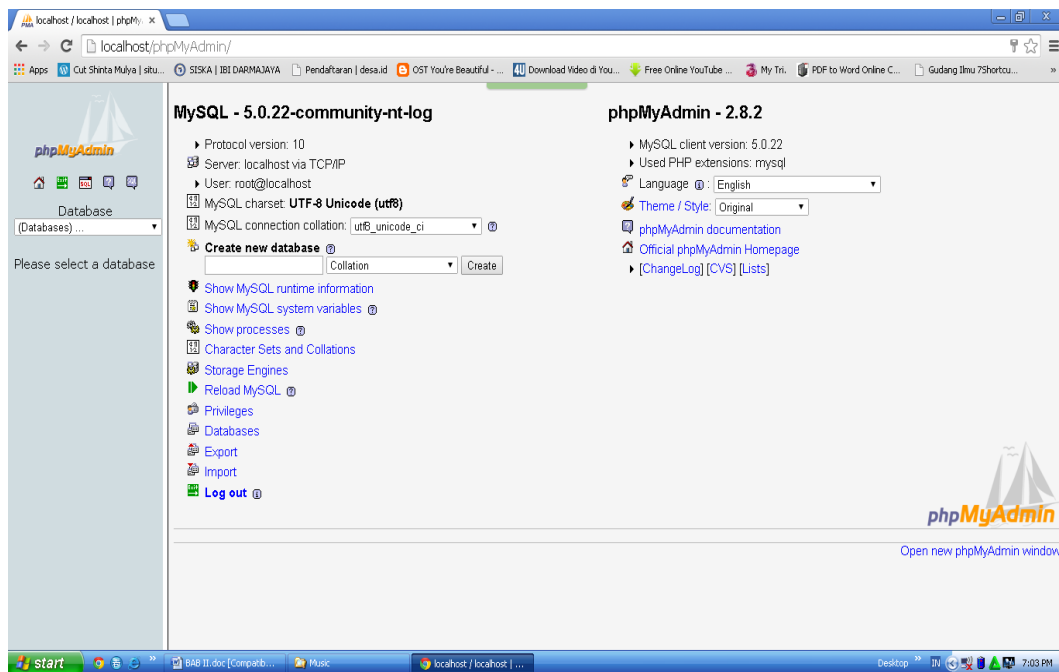 localhost / localhost | phpMy
localhost/phpMyAdmin/
Apps Cut Shinta Mulya | situ... SISKA | IBI DARMAJAYA Pendaftaran | desa.id OST You're Beautiful - ... Download Video di You... Free Online YouTube ... My Tri. PDF to Word Online C... Gudang Ilmu 7Shortcu... »
phpMyAdmin
Database
(Databases) ...
Please select a database
MySQL - 5.0.22-community-nt-log
Protocol version: 10
Server: localhost via TCP/IP
User: root@localhost
MySQL charset: UTF-8 Unicode (utf8)
MySQL connection collation: utf8_unicode_ci
Create new database
Collation Create
Show MySQL runtime information
Show MySQL system variables
Show processes
Character Sets and Collations
Storage Engines
Reload MySQL
Privileges
Databases
Export
Import
Log out
phpMyAdmin - 2.8.2
MySQL client version: 5.0.22
Used PHP extensions: mysql
Language : English
Theme / Style: Original
phpMyAdmin documentation
Official phpMyAdmin Homepage
[ChangeLog] [CVS] [Lists]
phpMyAdmin
Open new phpMyAdmin window
start » BAB II.doc [Compatib... Music localhost / localhost | ... Desktop » IN 7:03 PM